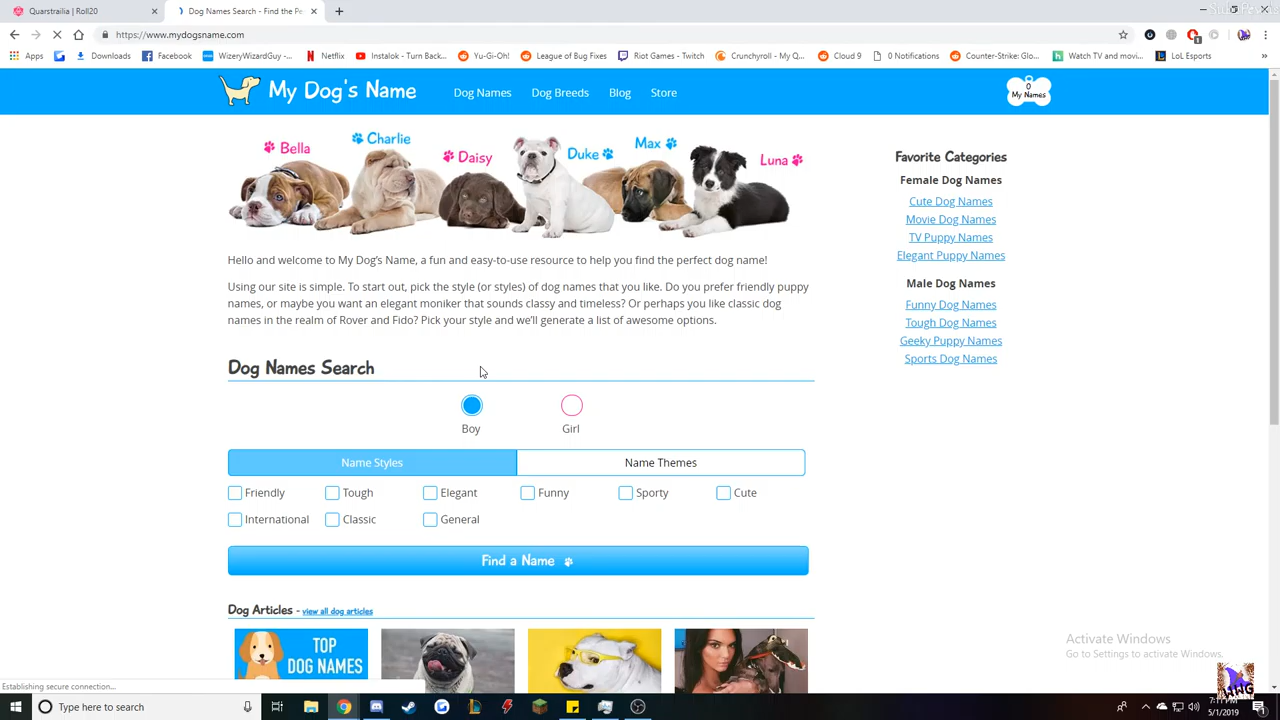 Quarstrailia | Roll20
Dog Names Search - Find the Pe
https://www.mydogsname.com
Apps
Downloads
Facebook
WizeryWizardGuy -
Netflix
Instalok - Turn Back...
Yu-Gi-Oh!
League of Bug Fixes
Riot Games - Twitch
Crunchyroll - My Q...
Cloud 9
0 Notifications
Counter-Strike: Glo...
Watch TV and movi...
LoL Esports
»
My Dog's Name
Dog Names
Dog Breeds
Blog
Store
0
My Names
Bella
Charlie
Daisy
Duke
Max
Luna
Hello and welcome to My Dog's Name, a fun and easy-to-use resource to help you find the perfect dog name!
Using our site is simple. To start out, pick the style (or styles) of dog names that you like. Do you prefer friendly puppy
names, or maybe you want an elegant moniker that sounds classy and timeless? Or perhaps you like classic dog
names in the realm of Rover and Fido? Pick your style and we'll generate a list of awesome options.
Favorite Categories
Female Dog Names
Cute Dog Names
Movie Dog Names
TV Puppy Names
Elegant Puppy Names
Male Dog Names
Funny Dog Names
Tough Dog Names
Geeky Puppy Names
Sports Dog Names
Dog Names Search
Boy
Girl
Name Styles
Name Themes
Friendly
Tough
Elegant
Funny
Sporty
Cute
International
Classic
General
Find a Name
Dog Articles - view all dog articles
TOP
DOG NAMES
Activate Windows
Go to Settings to activate Windows.
Establishing secure connection...
Type here to search
7:11 PM
5/1/2019